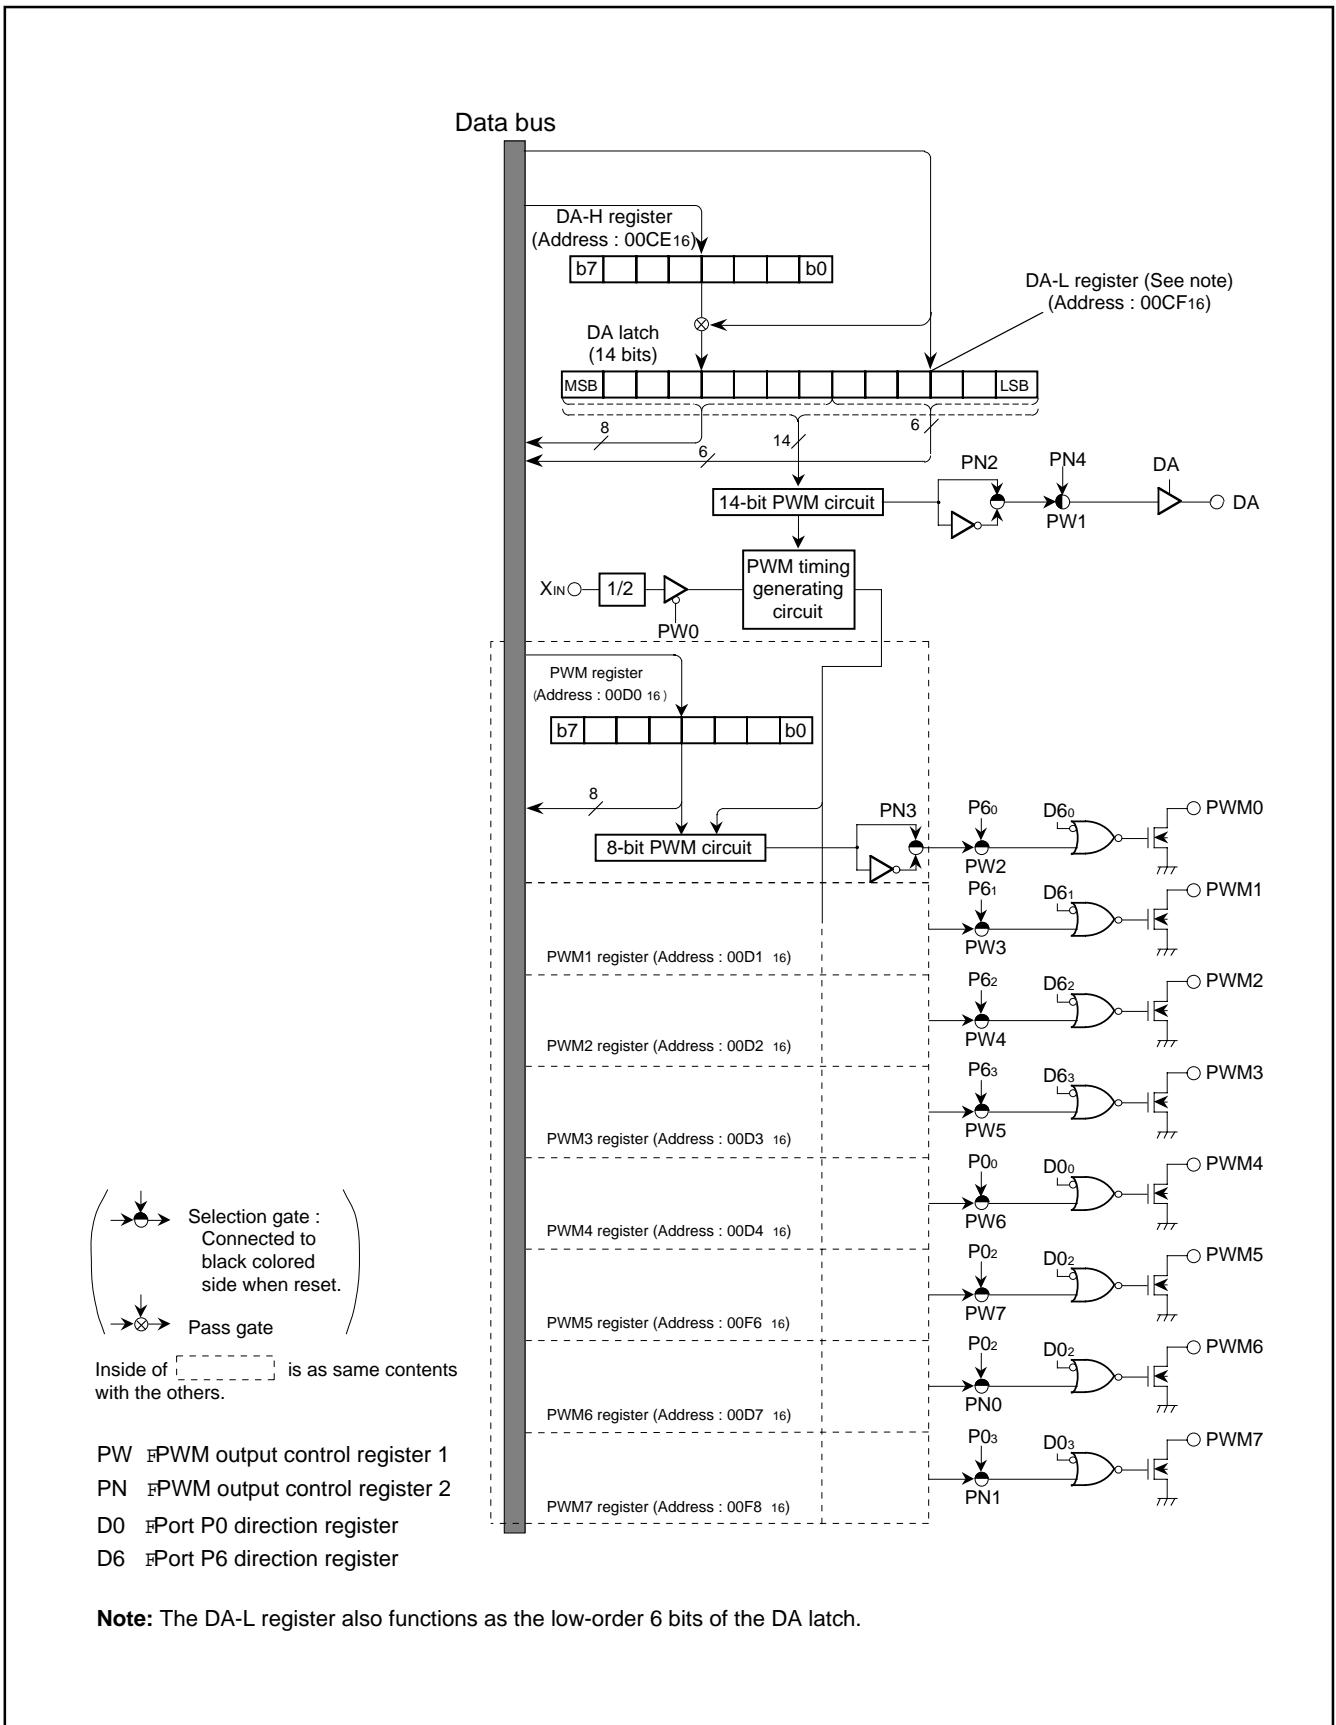 Data bus
DA-H register
(Address : 00CE16)
b7 b0
DA-L register (See note)
(Address : 00CF16)
DA latch
(14 bits)
MSB LSB
8
14
6
6
PN2
PN4
DA
14-bit PWM circuit
PW1
DA
XIN
1/2
PW0
PWM timing
generating
circuit
PWM register
(Address : 00D0 16 )
b7 b0
8
8-bit PWM circuit
PN3
P60
D60
PWM0
PW2
P61
D61
PWM1
PW3
PWM1 register (Address : 00D1 16)
P62
D62
PWM2
PW4
PWM2 register (Address : 00D2 16)
P63
D63
PWM3
PW5
PWM3 register (Address : 00D3 16)
P00
D00
PWM4
PW6
PWM4 register (Address : 00D4 16)
P02
D02
PWM5
PW7
PWM5 register (Address : 00F6 16)
P02
D02
PWM6
PN0
PWM6 register (Address : 00D7 16)
P03
D03
PWM7
PN1
PWM7 register (Address : 00F8 16)
Selection gate :
Connected to
black colored
side when reset.
Pass gate
Inside of is as same contents
with the others.
PW FPWM output control register 1
PN FPWM output control register 2
D0 FPort P0 direction register
D6 FPort P6 direction register
Note: The DA-L register also functions as the low-order 6 bits of the DA latch.